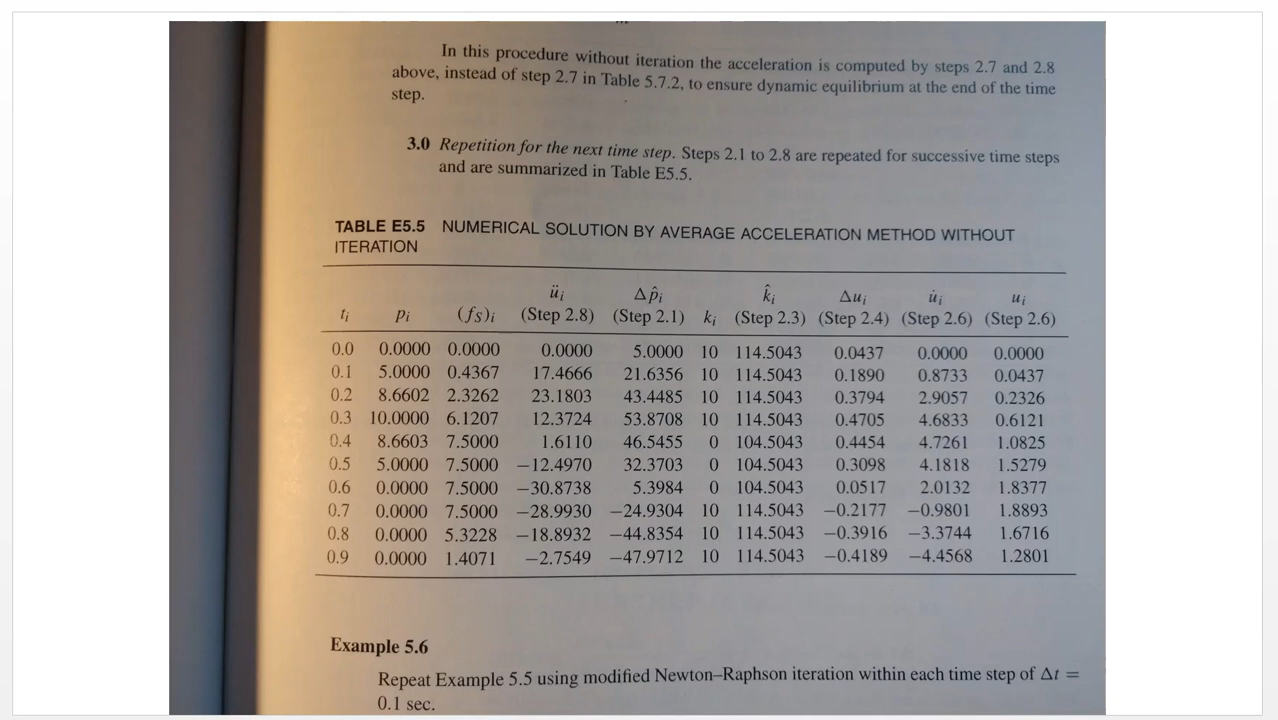 In this procedure without iteration the acceleration is computed by steps 2.7 and 2.8
above, instead of step 2.7 in Table 5.7.2, to ensure dynamic equilibrium at the end of the time
step.
3.0 Repetition for the next time step. Steps 2.1 to 2.8 are repeated for successive time steps
and are summarized in Table E5.5.
TABLE E5.5 NUMERICAL SOLUTION BY AVERAGE ACCELERATION METHOD WITHOUT
ITERATION
üᵢ Δp̂ᵢ k̂ᵢ Δuᵢ u̇ᵢ uᵢ
tᵢ pᵢ (fs)ᵢ (Step 2.8) (Step 2.1) kᵢ (Step 2.3) (Step 2.4) (Step 2.6) (Step 2.6)
0.0 0.0000 0.0000 0.0000 5.0000 10 114.5043 0.0437 0.0000 0.0000
0.1 5.0000 0.4367 17.4666 21.6356 10 114.5043 0.1890 0.8733 0.0437
0.2 8.6602 2.3262 23.1803 43.4485 10 114.5043 0.3794 2.9057 0.2326
0.3 10.0000 6.1207 12.3724 53.8708 10 114.5043 0.4705 4.6833 0.6121
0.4 8.6603 7.5000 1.6110 46.5455 0 104.5043 0.4454 4.7261 1.0825
0.5 5.0000 7.5000 −12.4970 32.3703 0 104.5043 0.3098 4.1818 1.5279
0.6 0.0000 7.5000 −30.8738 5.3984 0 104.5043 0.0517 2.0132 1.8377
0.7 0.0000 7.5000 −28.9930 −24.9304 10 114.5043 −0.2177 −0.9801 1.8893
0.8 0.0000 5.3228 −18.8932 −44.8354 10 114.5043 −0.3916 −3.3744 1.6716
0.9 0.0000 1.4071 −2.7549 −47.9712 10 114.5043 −0.4189 −4.4568 1.2801
Example 5.6
Repeat Example 5.5 using modified Newton–Raphson iteration within each time step of Δt =
0.1 sec.